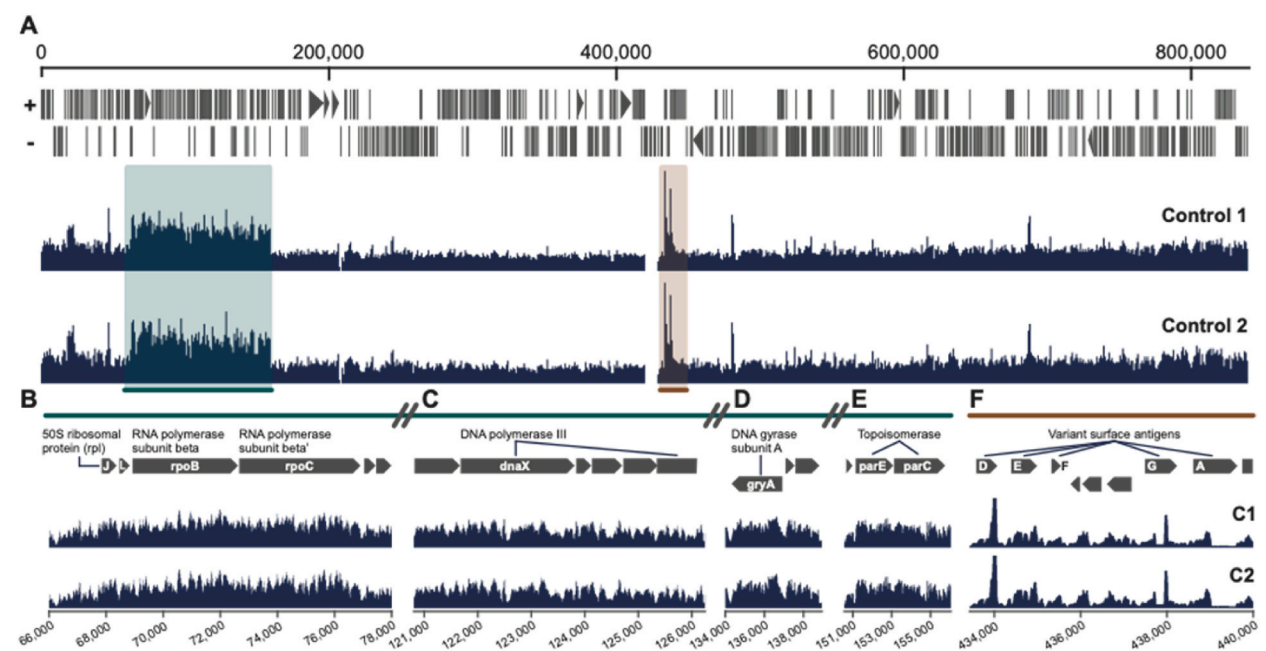 A
0 200,000 400,000 600,000 800,000
+
-
Control 1
Control 2
B C D E F
50S ribosomal
protein (rpl)
RNA polymerase
subunit beta
RNA polymerase
subunit beta'
DNA polymerase III
DNA gyrase
subunit A
Topoisomerase
Variant surface antigens
J L rpoB rpoC dnaX parE parC D E F G A
gryA
C1
C2
66,000 68,000 70,000 72,000 74,000 76,000 78,000 121,000 122,000 123,000 124,000 125,000 126,000 134,000 136,000 138,000 151,000 153,000 155,000 434,000 436,000 438,000 440,000